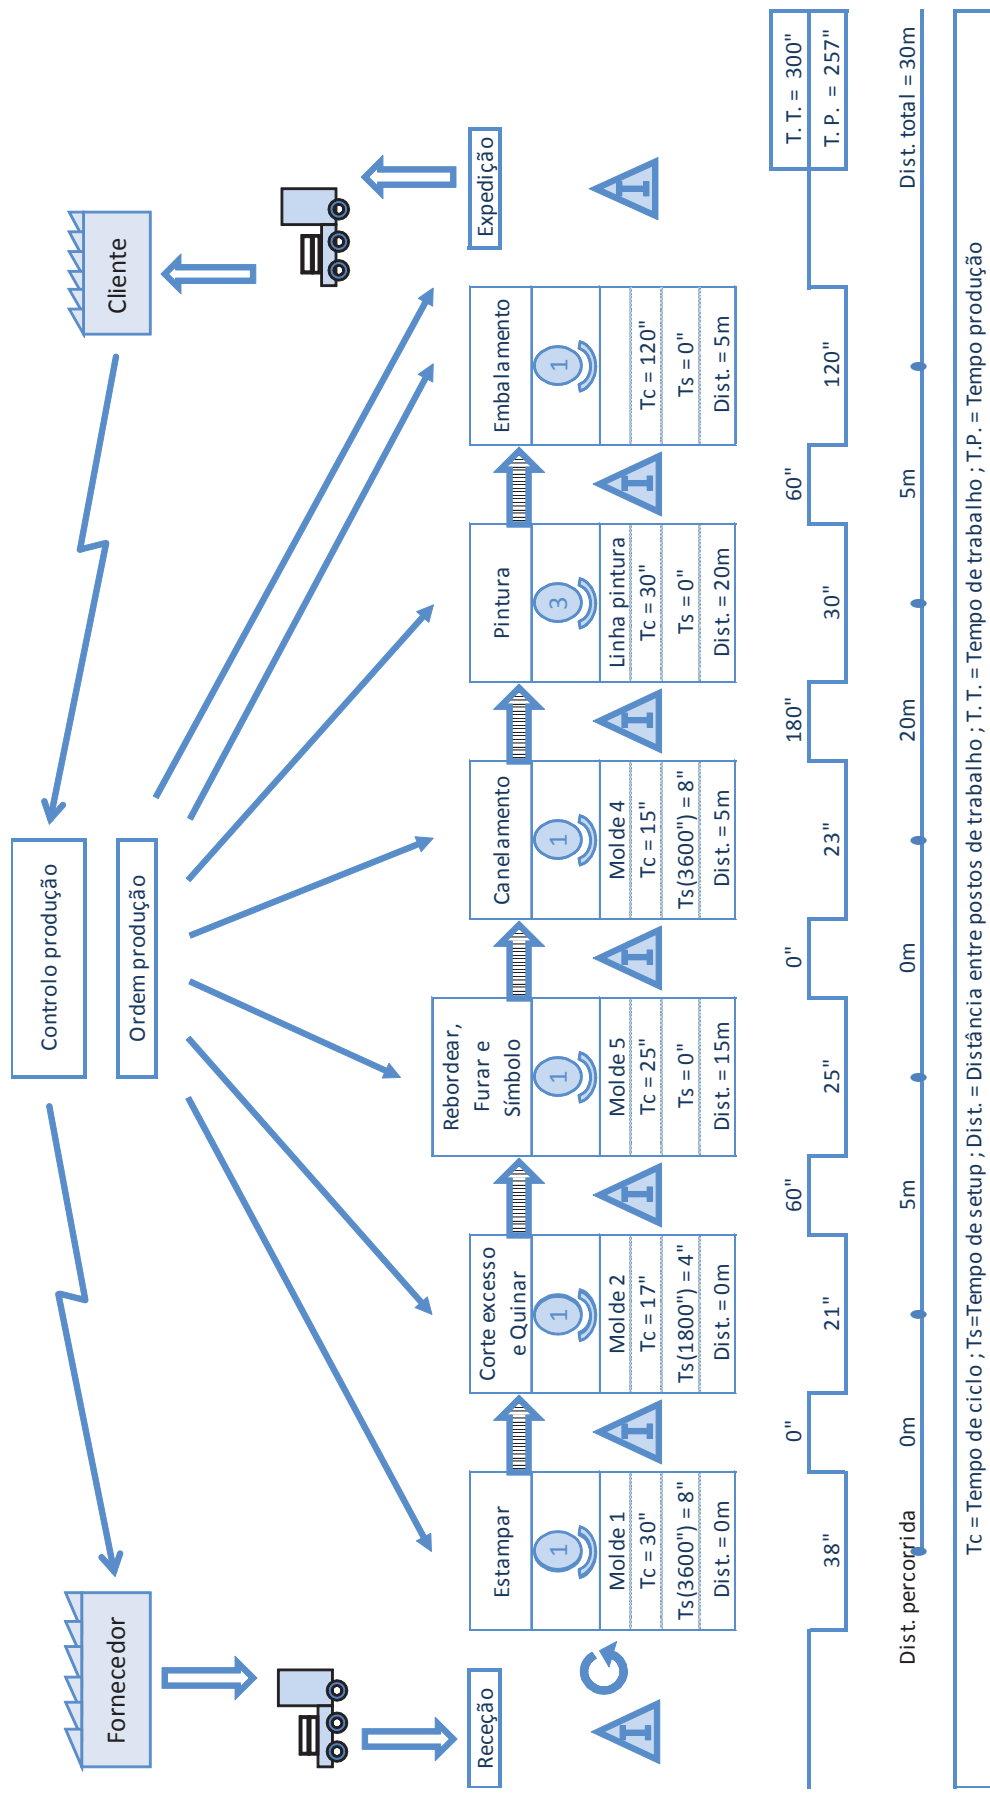 Fornecedor
Controlo produção
Ordem produção
Cliente
Receção
Expedição
Estampar
1
Molde 1
Tc = 30"
Ts(3600") = 8"
Dist. = 0m
Corte excesso
e Quinar
1
Molde 2
Tc = 17"
Ts(1800") = 4"
Dist. = 0m
Rebordear,
Furar e
Símbolo
1
Molde 5
Tc = 25"
Ts = 0"
Dist. = 15m
Canelamento
1
Molde 4
Tc = 15"
Ts(3600") = 8"
Dist. = 5m
Pintura
3
Linha pintura
Tc = 30"
Ts = 0"
Dist. = 20m
Embalamento
1
Tc = 120"
Ts = 0"
Dist. = 5m
I
I
I
I
I
I
I
0"
60"
0"
180"
60"
T. T. = 300"
38"
21"
25"
23"
30"
120"
T. P. = 257"
Dist. percorrida
0m
5m
0m
20m
5m
Dist. total = 30m
Tc = Tempo de ciclo ; Ts=Tempo de setup ; Dist. = Distância entre postos de trabalho ; T. T. = Tempo de trabalho ; T.P. = Tempo produção